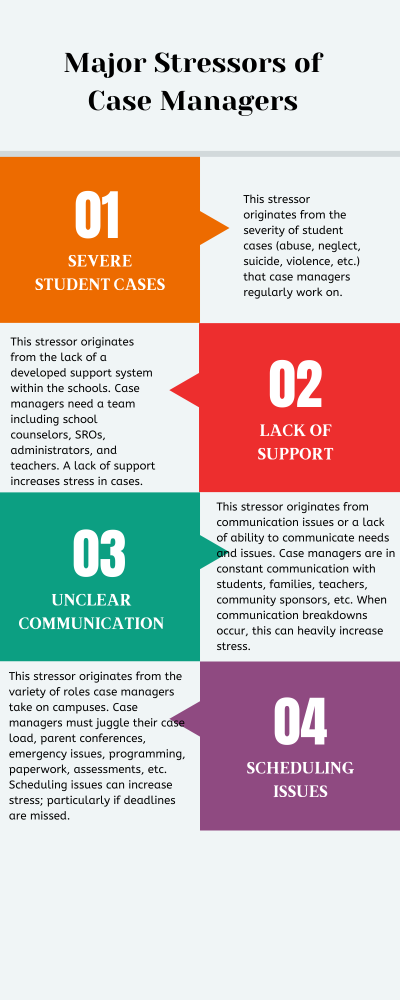 Major Stressors of
Case Managers
01
SEVERE
STUDENT CASES
This stressor
originates from the
severity of student
cases (abuse, neglect,
suicide, violence, etc.)
that case managers
regularly work on.
This stressor originates
from the lack of a
developed support system
within the schools. Case
managers need a team
including school
counselors, SROs,
administrators, and
teachers. A lack of support
increases stress in cases.
02
LACK OF
SUPPORT
03
UNCLEAR
COMMUNICATION
This stressor originates from
communication issues or a lack
of ability to communicate needs
and issues. Case managers are in
constant communication with
students, families, teachers,
community sponsors, etc. When
communication breakdowns
occur, this can heavily increase
stress.
This stressor originates from the
variety of roles case managers
take on campuses. Case
managers must juggle their case
load, parent conferences,
emergency issues, programming,
paperwork, assessments, etc.
Scheduling issues can increase
stress; particularly if deadlines
are missed.
04
SCHEDULING
ISSUES